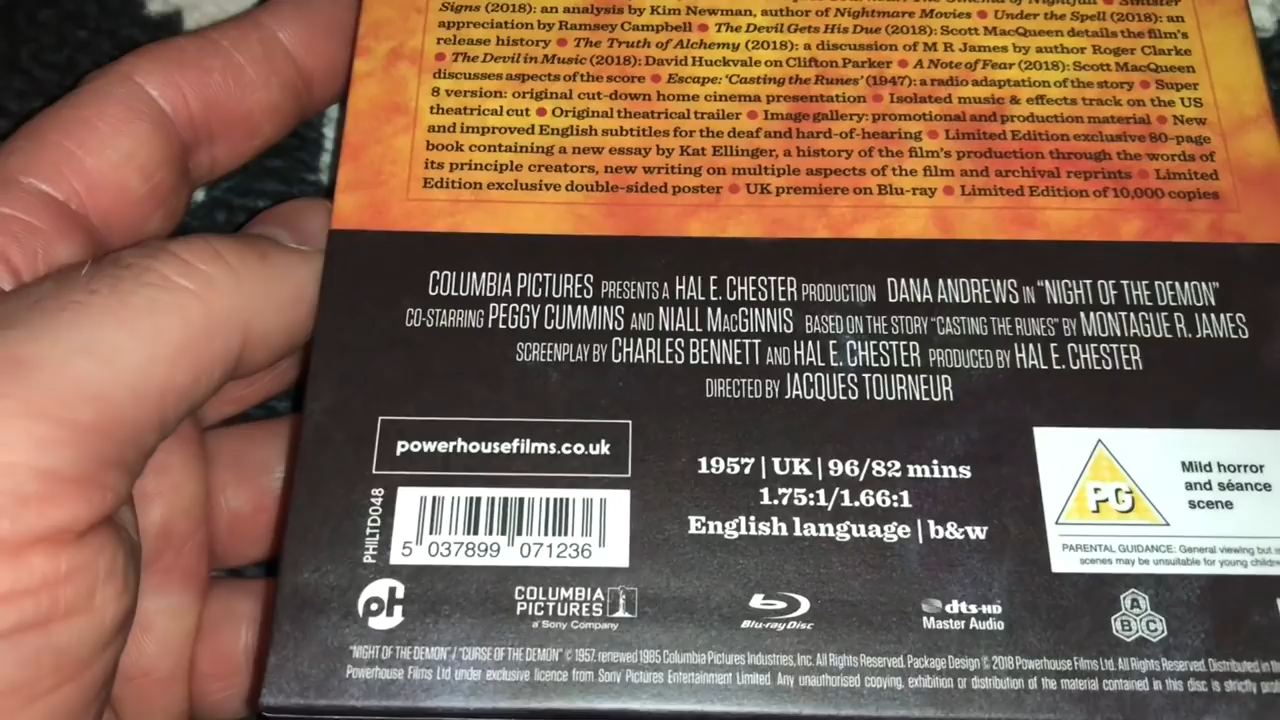 Signs (2018): an analysis by Kim Newman, author of Nightmare Movies ● Under the Spell (2018): an
appreciation by Ramsey Campbell ● The Devil Gets His Due (2018): Scott MacQueen details the film's
release history ● The Truth of Alchemy (2018): a discussion of M R James by author Roger Clarke
● The Devil in Music (2018): David Huckvale on Clifton Parker ● A Note of Fear (2018): Scott MacQueen
discusses aspects of the score ● Escape: 'Casting the Runes' (1947): a radio adaptation of the story ● Super
8 version: original cut-down home cinema presentation ● Isolated music & effects track on the US
theatrical cut ● Original theatrical trailer ● Image gallery: promotional and production material ● New
and improved English subtitles for the deaf and hard-of-hearing ● Limited Edition exclusive 80-page
book containing a new essay by Kat Ellinger, a history of the film's production through the words of
its principle creators, new writing on multiple aspects of the film and archival reprints ● Limited
Edition exclusive double-sided poster ● UK premiere on Blu-ray ● Limited Edition of 10,000 copies
COLUMBIA PICTURES PRESENTS A HAL E. CHESTER PRODUCTION DANA ANDREWS IN "NIGHT OF THE DEMON"
CO-STARRING PEGGY CUMMINS AND NIALL MACGINNIS BASED ON THE STORY "CASTING THE RUNES" BY MONTAGUE R. JAMES
SCREENPLAY BY CHARLES BENNETT AND HAL E. CHESTER PRODUCED BY HAL E. CHESTER
DIRECTED BY JACQUES TOURNEUR
powerhousefilms.co.uk
1957 | UK | 96/82 mins
1.75:1/1.66:1
English language | b&w
PG
Mild horror
and séance
scene
PARENTAL GUIDANCE: General viewing but
scenes may be unsuitable for young
PHILTD048
5 037899 071236
ph
COLUMBIA
PICTURES
a Sony Company
Blu-ray Disc
dts-HD
Master Audio
A
B C
"NIGHT OF THE DEMON" / "CURSE OF THE DEMON" © 1957, renewed 1985 Columbia Pictures Industries, Inc. All Rights Reserved. Package Design © 2018 Powerhouse Films Ltd. All Rights Reserved. Distributed in
Powerhouse Films Ltd under exclusive licence from Sony Pictures Entertainment Limited. Any unauthorised copying, exhibition or distribution of the material contained in this disc is strictly